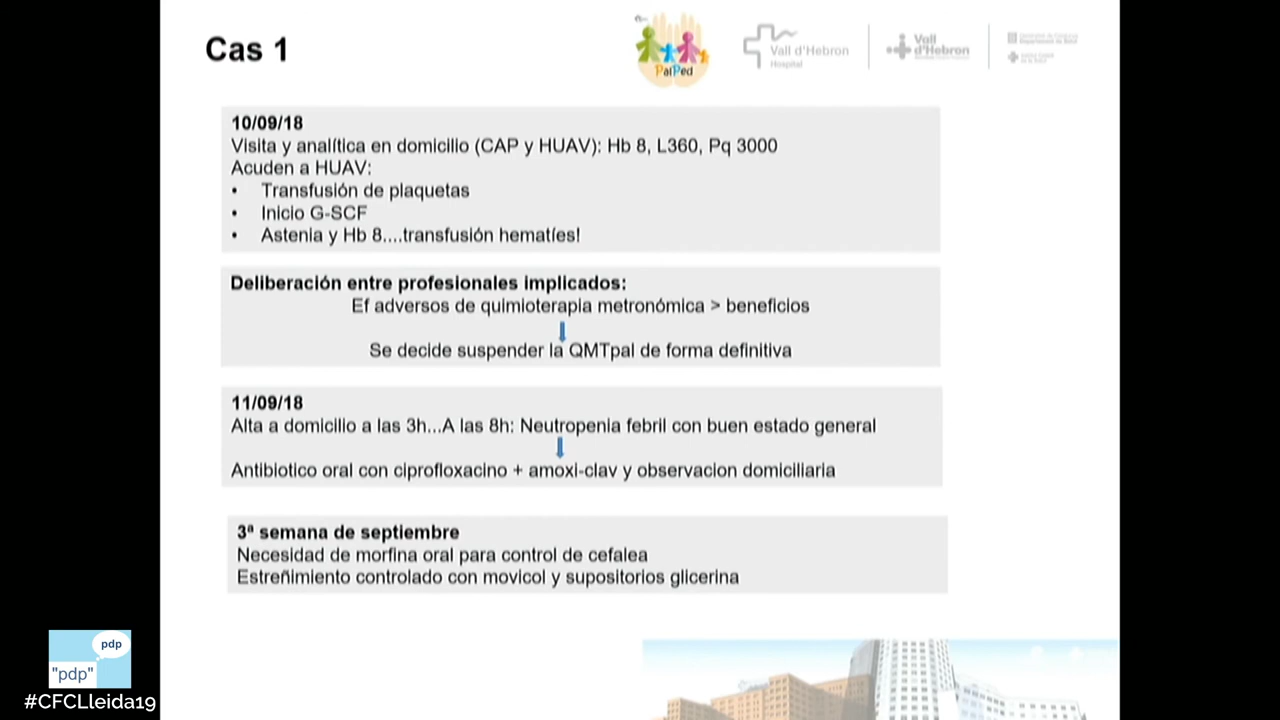 Cas 1
PalPed
Vall d'Hebron
Hospital
Vall
d'Hebron
10/09/18
Visita y analítica en domicilio (CAP y HUAV): Hb 8, L360, Pq 3000
Acuden a HUAV:
• Transfusión de plaquetas
• Inicio G-SCF
• Astenia y Hb 8....transfusión hematíes!
Deliberación entre profesionales implicados:
Ef adversos de quimioterapia metronómica > beneficios
Se decide suspender la QMTpal de forma definitiva
11/09/18
Alta a domicilio a las 3h...A las 8h: Neutropenia febril con buen estado general
Antibiotico oral con ciprofloxacino + amoxi-clav y observacion domiciliaria
3ª semana de septiembre
Necesidad de morfina oral para control de cefalea
Estreñimiento controlado con movicol y supositorios glicerina
pdp
"pdp"
#CFCLleida19